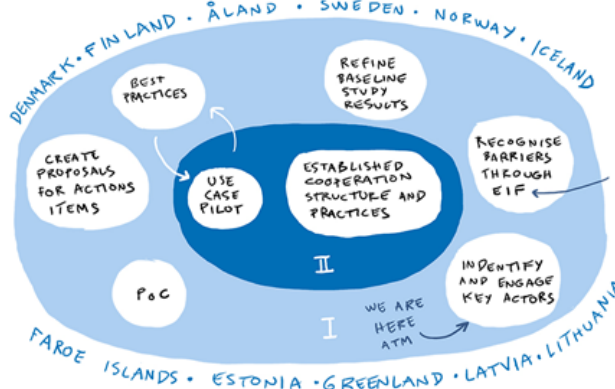 DENMARK · FINLAND · ÅLAND · SWEDEN · NORWAY · ICELAND
BEST
PRACTICES
REFINE
BASELINE
STUDY
RESULTS
CREATE
PROPOSALS
FOR ACTIONS
ITEMS
USE
CASE
PILOT
ESTABLISHED
COOPERATION
STRUCTURE AND
PRACTICES
RECOGNISE
BARRIERS
THROUGH
EIF
II
PoC
I
WE ARE
HERE
ATM
INDENTIFY
AND ENGAGE
KEY ACTORS
FAROE ISLANDS · ESTONIA · GREENLAND · LATVIA · LITHUANIA